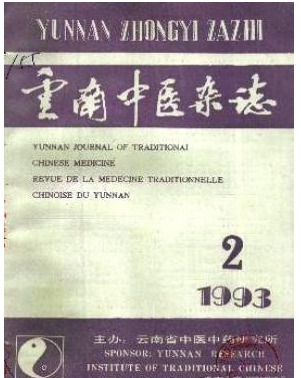 YUNNAN ZHONGYI ZAZHI
155
雲南中医杂志
YUNNAN JOURNAL OF TRADITIONAI
CHINESE MEDICINE
REVUE DE LA MEDECINE TRADITIONNELLE
CHINOISE DU YUNNAN
2
1993
主办：云南省中医中药研究所
SPONSOR: YUNNAN RESEARCH
INSTITUTE OF TRADITIONAL CHINESE